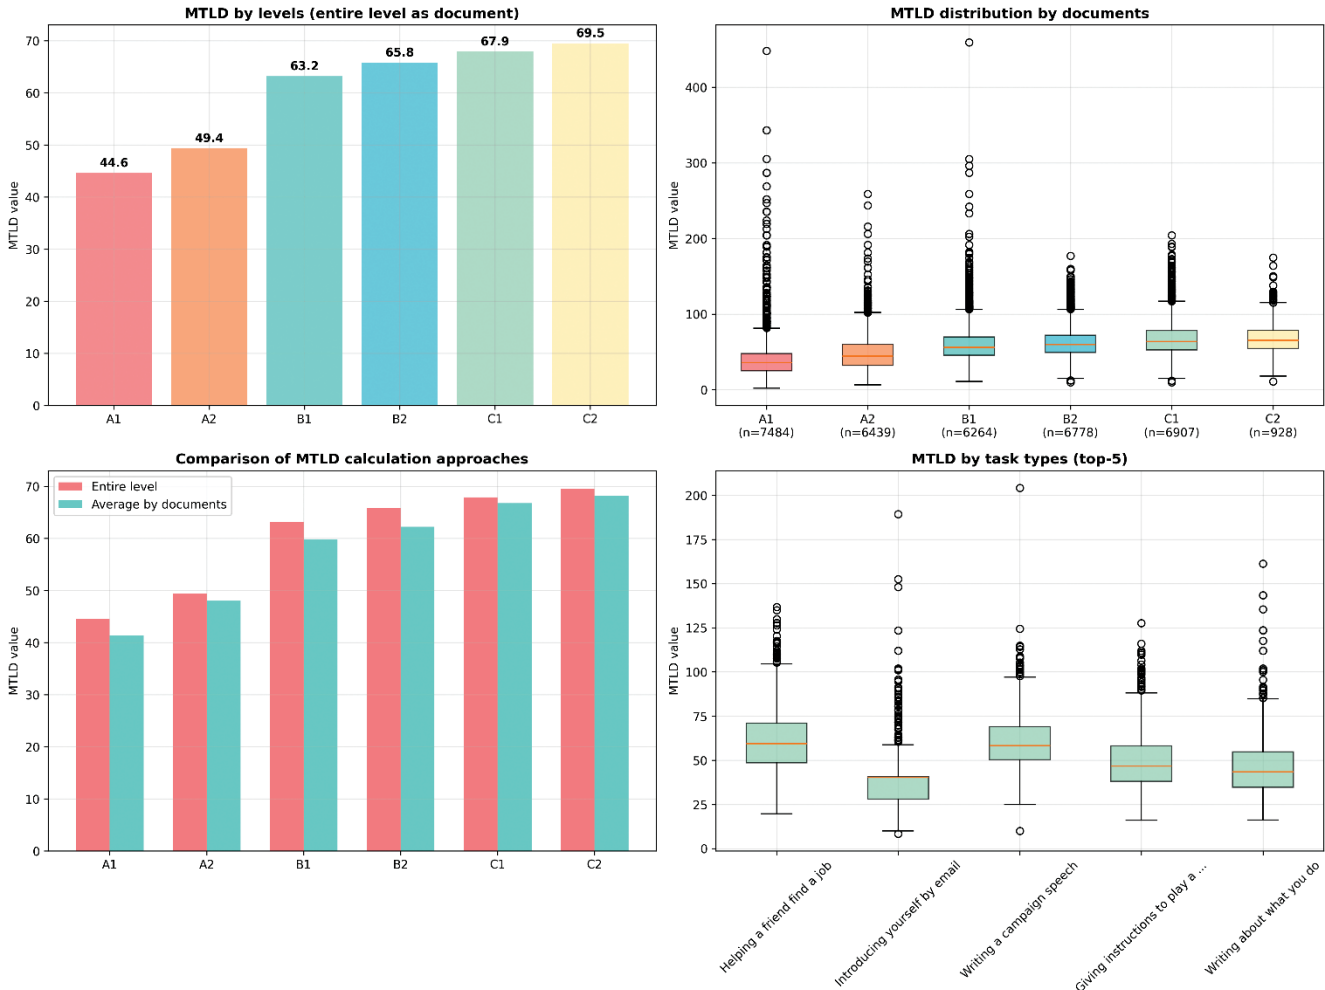 MTLD by levels (entire level as document)
MTLD value
70
60
50
40
30
20
10
0
44.6
49.4
63.2
65.8
67.9
69.5
A1
A2
B1
B2
C1
C2
MTLD distribution by documents
MTLD value
400
300
200
100
0
A1
(n=7484)
A2
(n=6439)
B1
(n=6264)
B2
(n=6778)
C1
(n=6907)
C2
(n=928)
Comparison of MTLD calculation approaches
Entire level
Average by documents
MTLD value
70
60
50
40
30
20
10
0
A1
A2
B1
B2
C1
C2
MTLD by task types (top-5)
MTLD value
200
175
150
125
100
75
50
25
0
Helping a friend find a job
Introducing yourself by email
Writing a campaign speech
Giving instructions to play a ...
Writing about what you do